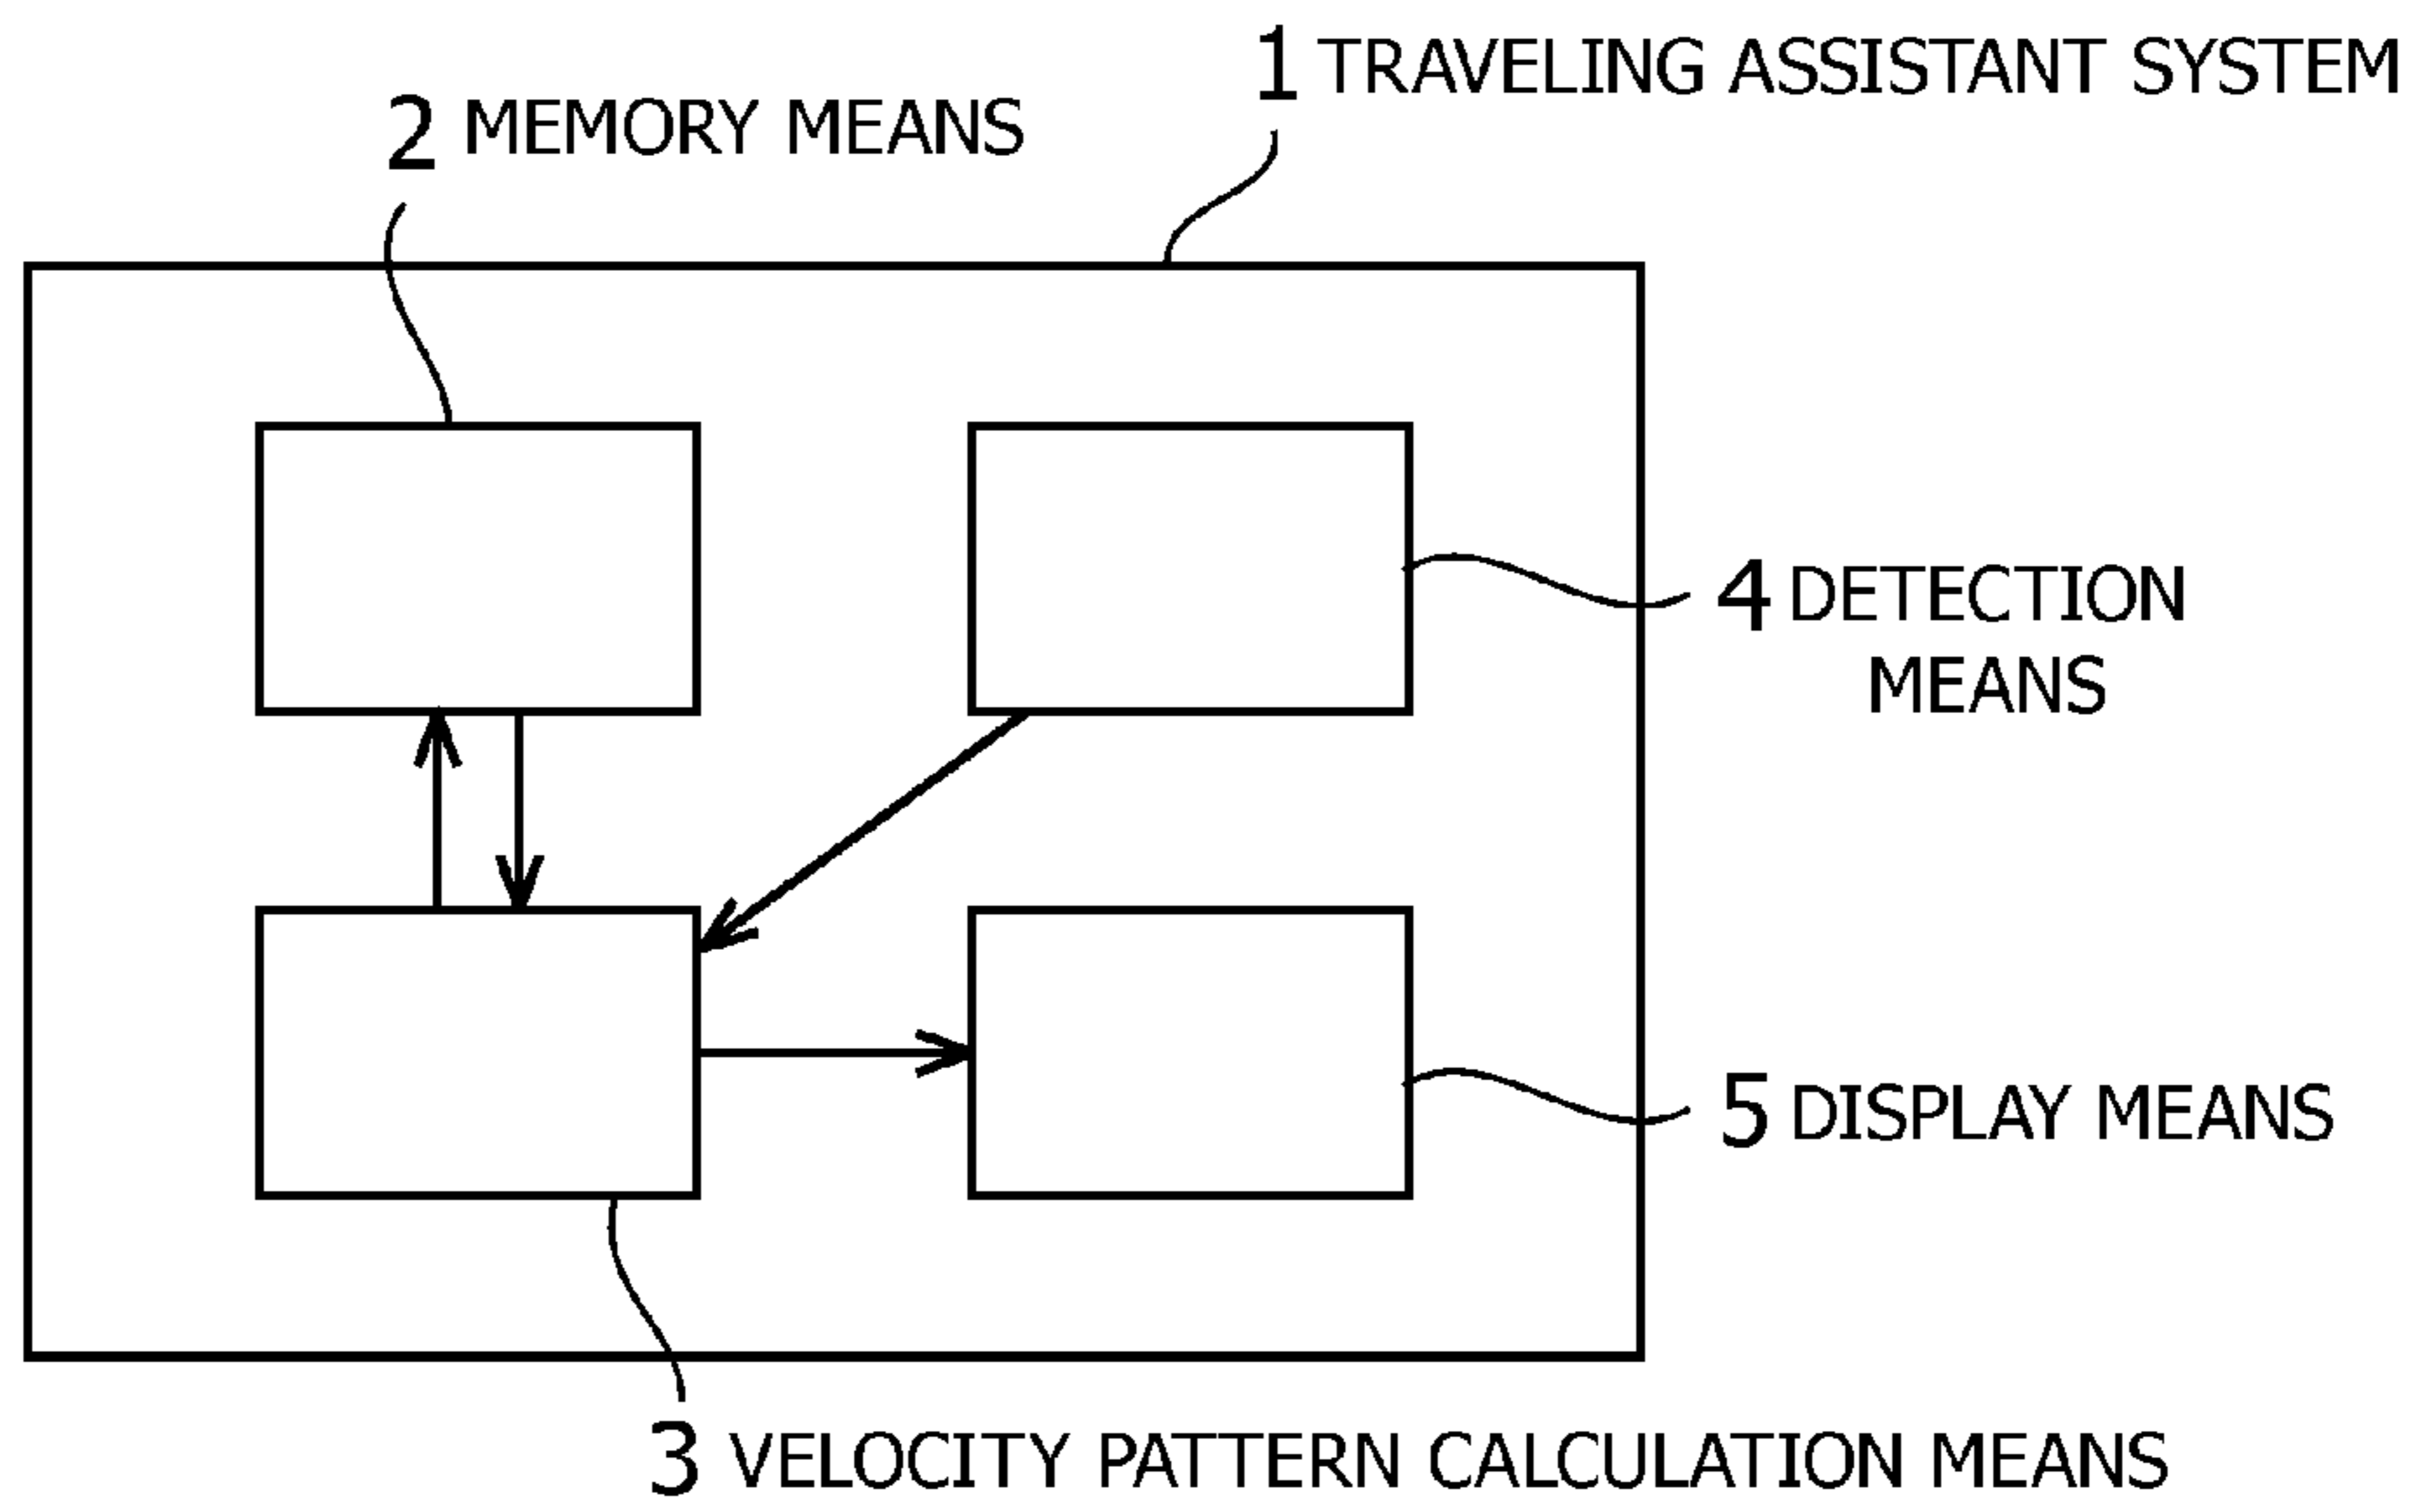 1 TRAVELING ASSISTANT SYSTEM
2 MEMORY MEANS
4 DETECTION
MEANS
5 DISPLAY MEANS
3 VELOCITY PATTERN CALCULATION MEANS